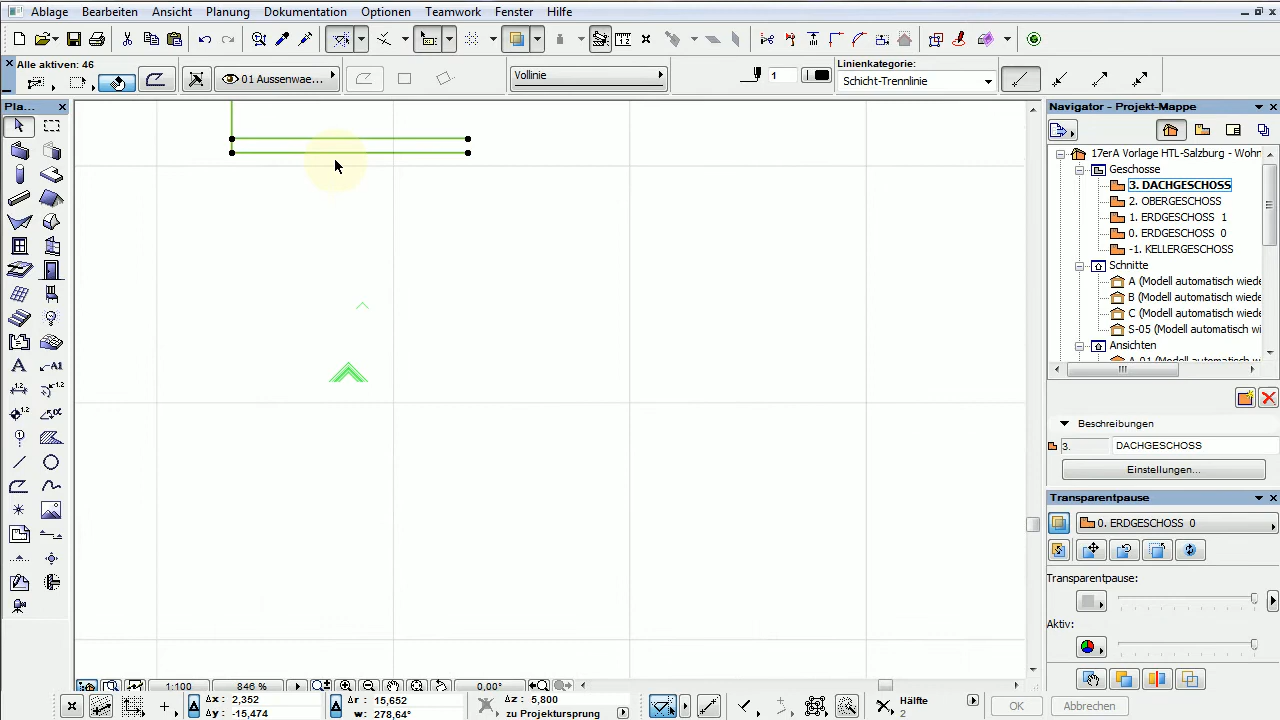 Ablage Bearbeiten Ansicht Planung Dokumentation Optionen Teamwork Fenster Hilfe
Alle aktiven: 46
01 Aussenwae...
Vollinie
1
Linienkategorie:
Schicht-Trennlinie
Pla...
Navigator - Projekt-Mappe
17erA Vorlage HTL-Salzburg - Wohn
Geschosse
3. DACHGESCHOSS
2. OBERGESCHOSS
1. ERDGESCHOSS 1
0. ERDGESCHOSS 0
-1. KELLERGESCHOSS
Schnitte
A (Modell automatisch wiede
B (Modell automatisch wiede
C (Modell automatisch wiede
S-05 (Modell automatisch wi
Ansichten
A-01 (Modell automatisch wi
Beschreibungen
3. DACHGESCHOSS
Einstellungen...
Transparentpause
0. ERDGESCHOSS 0
Transparentpause:
Aktiv:
1:100 846 % 0,00°
Δx: 2,352
Δy: -15,474
Δr: 15,652
w: 278,64°
Δz: 5,800
zu Projektursprung
Hälfte
2
OK
Abbrechen